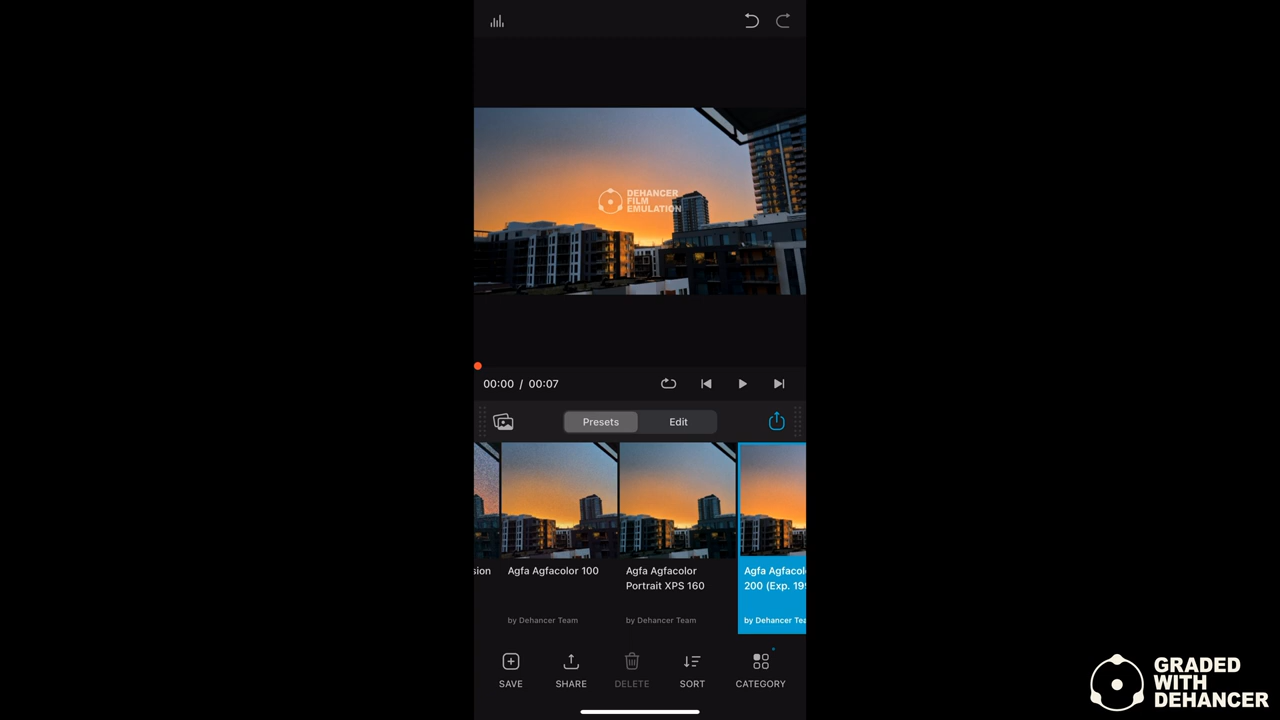 DEHANCER
FILM
EMULATION
00:00 / 00:07
Presets
Edit
sion
Agfa Agfacolor 100
by Dehancer Team
Agfa Agfacolor
Portrait XPS 160
by Dehancer Team
Agfa Agfacol
200 (Exp. 19
by Dehancer Tea
SAVE
SHARE
DELETE
SORT
CATEGORY
GRADED
WITH
DEHANCER